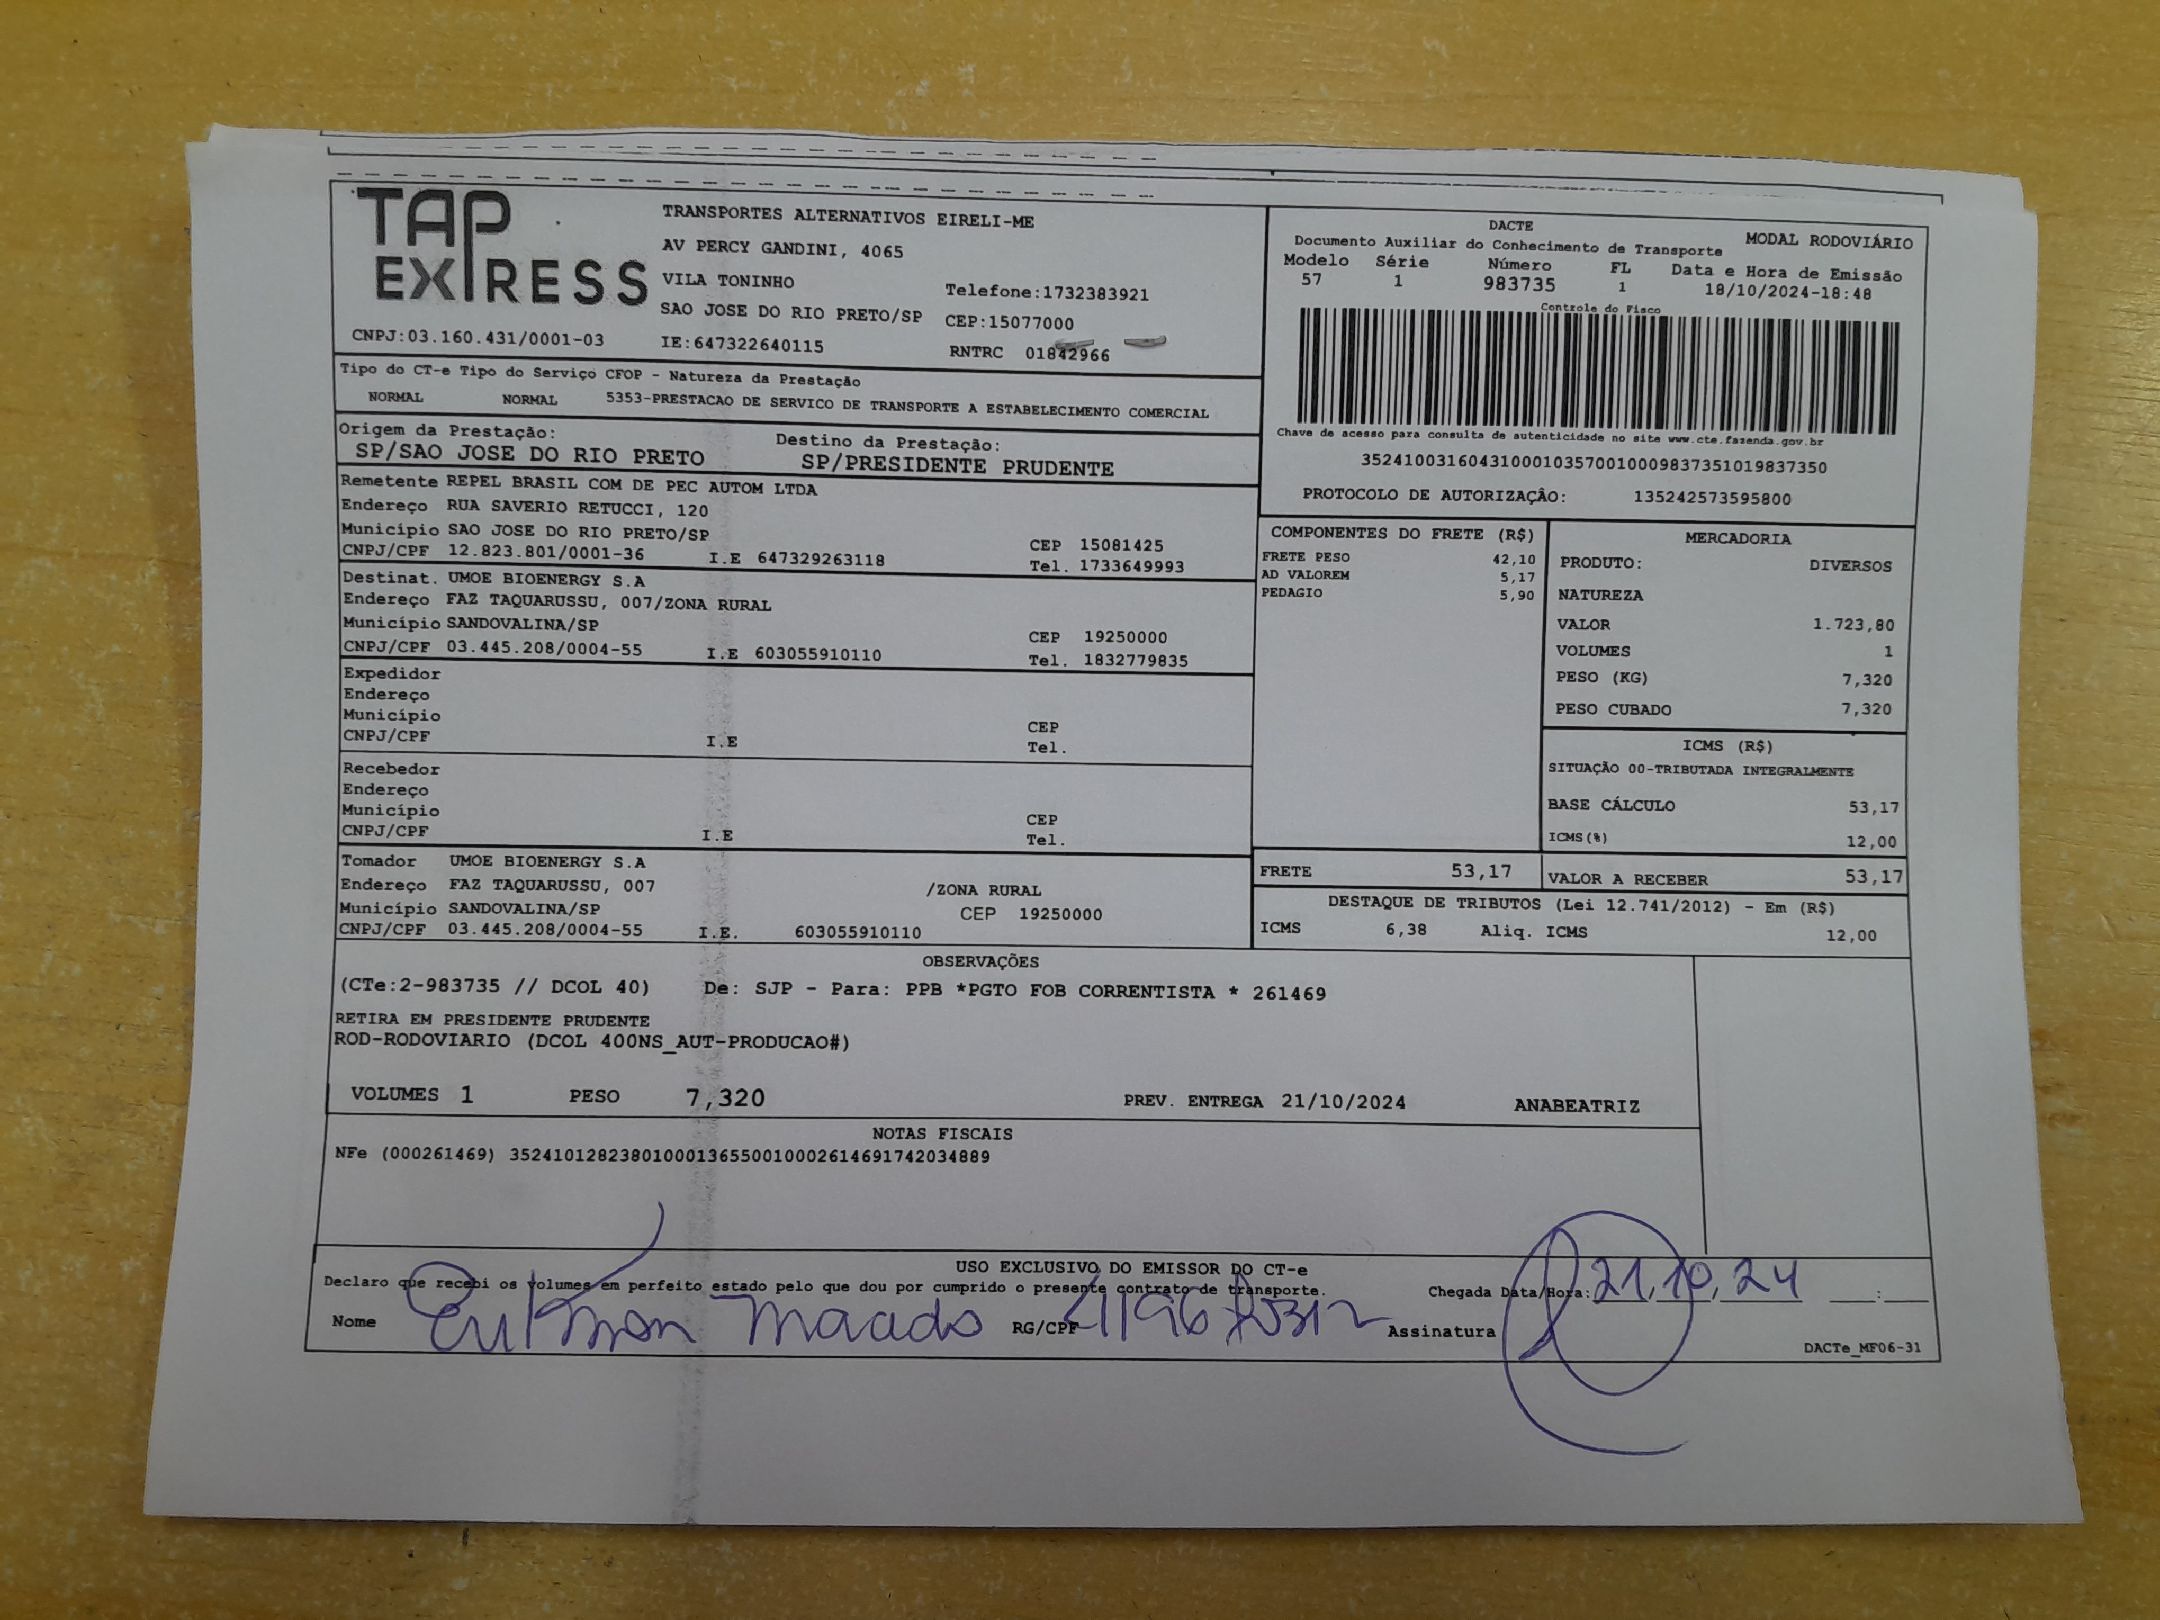 TAP EXPRESS
TRANSPORTES ALTERNATIVOS EIRELI-ME
AV PERCY GANDINI, 4065
VILA TONINHO
Telefone:1732383921
SAO JOSE DO RIO PRETO/SP CEP:15077000
CNPJ:03.160.431/0001-03 IE:647322640115 RNTRC 01842966
DACTE MODAL RODOVIÁRIO
Documento Auxiliar do Conhecimento de Transporte
Modelo Série Número FL Data e Hora de Emissão
57 1 983735 1 18/10/2024-18:48
Controle do Fisco
Chave de acesso para consulta de autenticidade no site www.cte.fazenda.gov.br
35241003160431000103570010009837351019837350
PROTOCOLO DE AUTORIZAÇÂO: 135242573595800
Tipo do CT-e Tipo do Serviço CFOP - Natureza da Prestação
NORMAL NORMAL 5353-PRESTACAO DE SERVICO DE TRANSPORTE A ESTABELECIMENTO COMERCIAL
Origem da Prestação: Destino da Prestação:
SP/SAO JOSE DO RIO PRETO SP/PRESIDENTE PRUDENTE
Remetente REPEL BRASIL COM DE PEC AUTOM LTDA
Endereço RUA SAVERIO RETUCCI, 120
Município SAO JOSE DO RIO PRETO/SP CEP 15081425
CNPJ/CPF 12.823.801/0001-36 I.E 647329263118 Tel. 1733649993
Destinat. UMOE BIOENERGY S.A
Endereço FAZ TAQUARUSSU, 007/ZONA RURAL
Município SANDOVALINA/SP CEP 19250000
CNPJ/CPF 03.445.208/0004-55 I.E 603055910110 Tel. 1832779835
Expedidor
Endereço
Município CEP
CNPJ/CPF I.E Tel.
Recebedor
Endereço
Município CEP
CNPJ/CPF I.E Tel.
Tomador UMOE BIOENERGY S.A
Endereço FAZ TAQUARUSSU, 007 /ZONA RURAL
Município SANDOVALINA/SP CEP 19250000
CNPJ/CPF 03.445.208/0004-55 I.E. 603055910110
COMPONENTES DO FRETE (R$)
FRETE PESO 42,10
AD VALOREM 5,17
PEDAGIO 5,90
MERCADORIA
PRODUTO: DIVERSOS
NATUREZA
VALOR 1.723,80
VOLUMES 1
PESO (KG) 7,320
PESO CUBADO 7,320
ICMS (R$)
SITUAÇÃO 00-TRIBUTADA INTEGRALMENTE
BASE CÁLCULO 53,17
ICMS(%) 12,00
FRETE 53,17 VALOR A RECEBER 53,17
DESTAQUE DE TRIBUTOS (Lei 12.741/2012) - Em (R$)
ICMS 6,38 Aliq. ICMS 12,00
OBSERVAÇÕES
(CTe:2-983735 // DCOL 40) De: SJP - Para: PPB *PGTO FOB CORRENTISTA * 261469
RETIRA EM PRESIDENTE PRUDENTE
ROD-RODOVIARIO (DCOL 400NS_AUT-PRODUCAO#)
VOLUMES 1 PESO 7,320 PREV. ENTREGA 21/10/2024 ANABEATRIZ
NOTAS FISCAIS
NFe (000261469) 35241012823801000136550010002614691742034889
USO EXCLUSIVO DO EMISSOR DO CT-e
Declaro que recebi os volumes em perfeito estado pelo que dou por cumprido o presente contrato de transporte. Chegada Data/Hora: 21,10,24 __:__
Nome RG/CPF Assinatura
DACTe_MF06-31